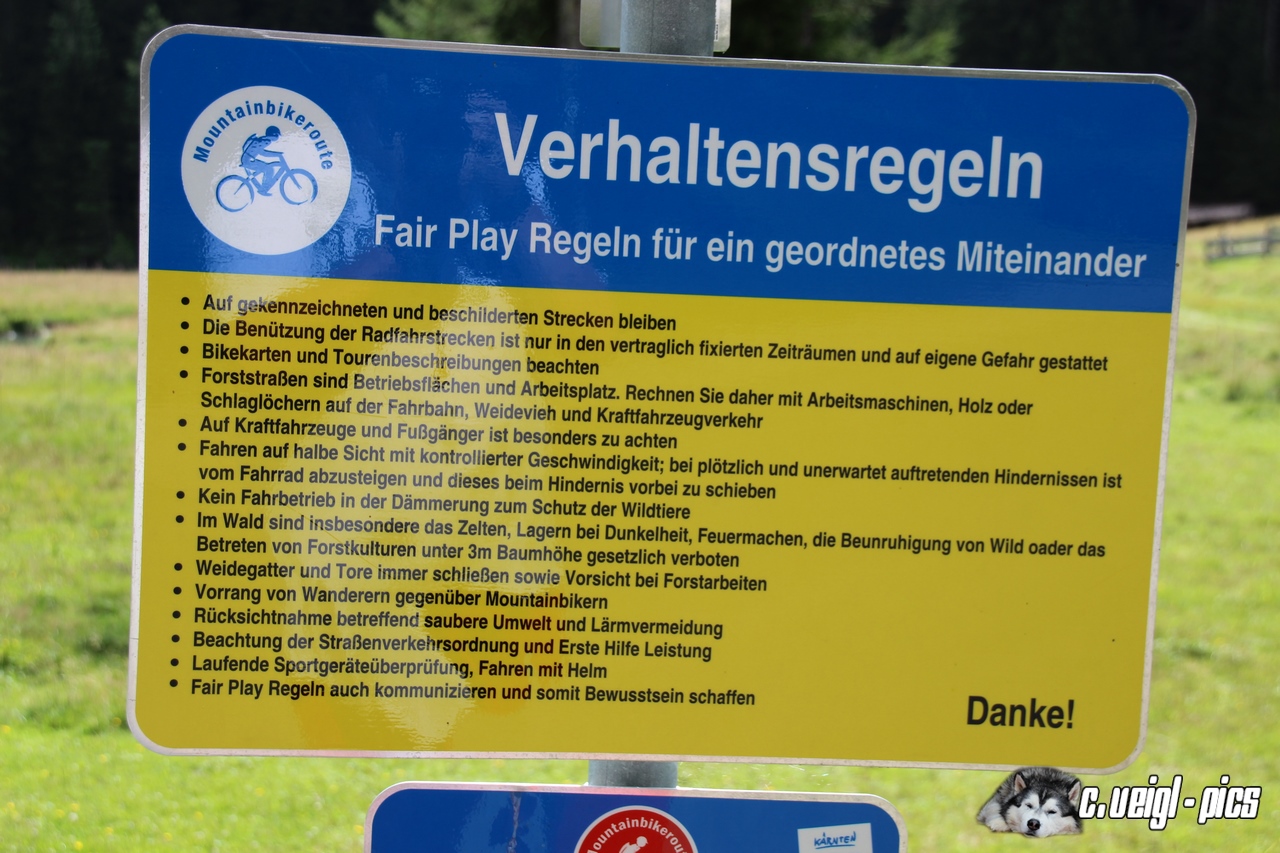 Mountainbikeroute
Verhaltensregeln
Fair Play Regeln für ein geordnetes Miteinander
• Auf gekennzeichneten und beschilderten Strecken bleiben
• Die Benützung der Radfahrstrecken ist nur in den vertraglich fixierten Zeiträumen und auf eigene Gefahr gestattet
• Bikekarten und Tourenbeschreibungen beachten
• Forststraßen sind Betriebsflächen und Arbeitsplatz. Rechnen Sie daher mit Arbeitsmaschinen, Holz oder
Schlaglöchern auf der Fahrbahn, Weidevieh und Kraftfahrzeugverkehr
• Auf Kraftfahrzeuge und Fußgänger ist besonders zu achten
• Fahren auf halbe Sicht mit kontrollierter Geschwindigkeit; bei plötzlich und unerwartet auftretenden Hindernissen ist
vom Fahrrad abzusteigen und dieses beim Hindernis vorbei zu schieben
• Kein Fahrbetrieb in der Dämmerung zum Schutz der Wildtiere
• Im Wald sind insbesondere das Zelten, Lagern bei Dunkelheit, Feuermachen, die Beunruhigung von Wild oader das
Betreten von Forstkulturen unter 3m Baumhöhe gesetzlich verboten
• Weidegatter und Tore immer schließen sowie Vorsicht bei Forstarbeiten
• Vorrang von Wanderern gegenüber Mountainbikern
• Rücksichtnahme betreffend saubere Umwelt und Lärmvermeidung
• Beachtung der Straßenverkehrsordnung und Erste Hilfe Leistung
• Laufende Sportgeräteüberprüfung, Fahren mit Helm
• Fair Play Regeln auch kommunizieren und somit Bewusstsein schaffen
Danke!
c.veigl - pics
Mountainbikeroute
KÄRNTEN